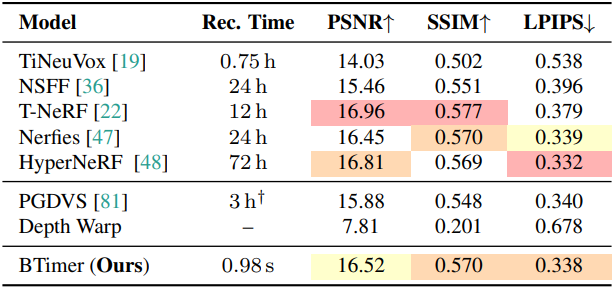 Model Rec. Time PSNR↑ SSIM↑ LPIPS↓
TiNeuVox [19] 0.75 h 14.03 0.502 0.538
NSFF [36] 24 h 15.46 0.551 0.396
T-NeRF [22] 12 h 16.96 0.577 0.379
Nerfies [47] 24 h 16.45 0.570 0.339
HyperNeRF [48] 72 h 16.81 0.569 0.332
PGDVS [81] 3 h† 15.88 0.548 0.340
Depth Warp – 7.81 0.201 0.678
BTimer (Ours) 0.98 s 16.52 0.570 0.338